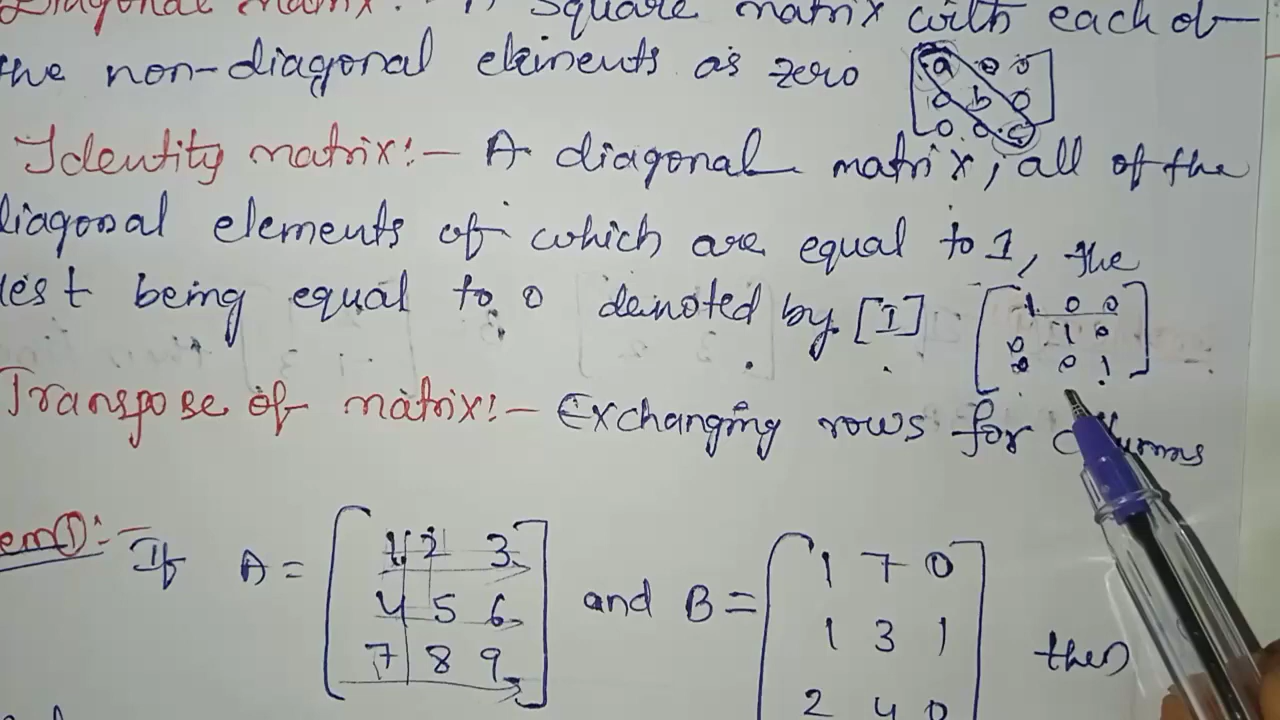 Diagonal matrix:- A square matrix with each of
the non-diagonal elements as zero
a 0 0
0 b 0
0 0 c
Identity matrix:- A diagonal matrix, all of the
diagonal elements of which are equal to 1, the
rest being equal to 0 denoted by [I]
1 0 0
0 1 0
0 0 1
Transpose of matrix:- Exchanging rows for columns
em①:- If A = and B = then
1 2 3
4 5 6
7 8 9
1 7 0
1 3 1
2 4 0